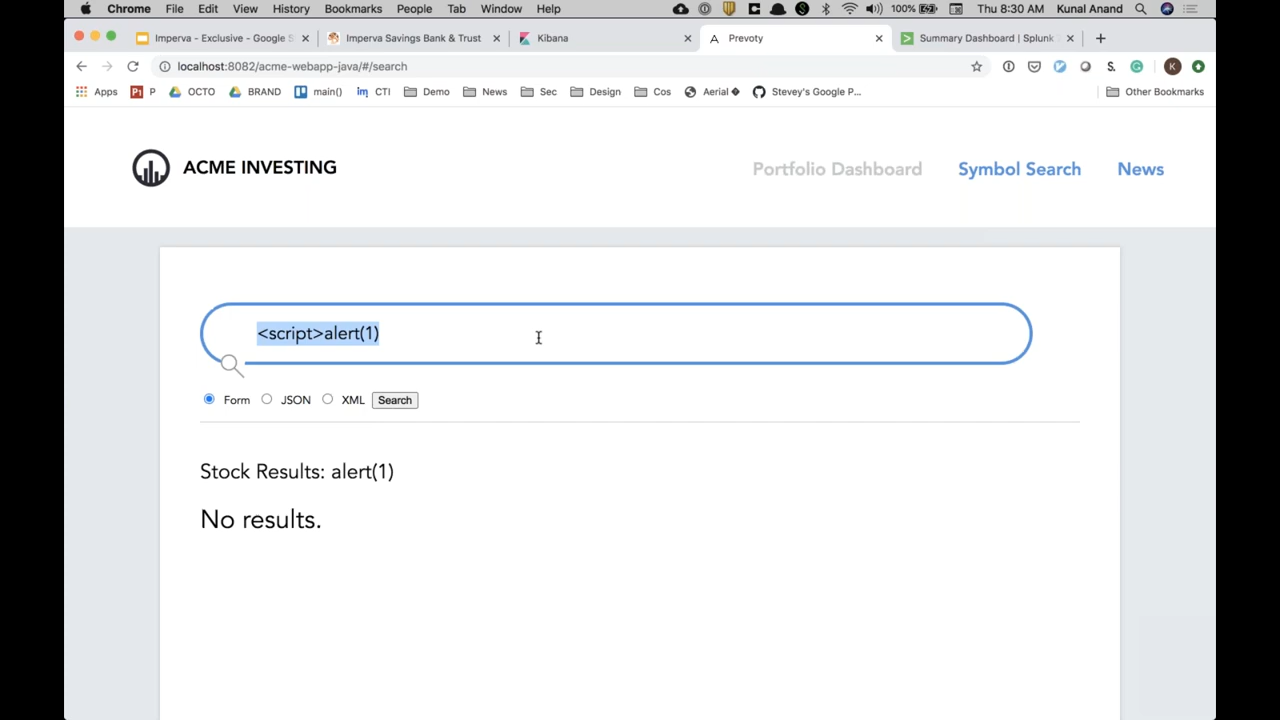 Chrome File Edit View History Bookmarks People Tab Window Help 100% Thu 8:30 AM Kunal Anand
Imperva - Exclusive - Google S Imperva Savings Bank & Trust Kibana Prevoty Summary Dashboard | Splunk
localhost:8082/acme-webapp-java/#/search S. K
Apps P1 P OCTO BRAND main() im, CTI Demo News Sec Design Cos Aerial � Stevey's Google P... Other Bookmarks
ACME INVESTING Portfolio Dashboard Symbol Search News
<script>alert(1)
Form JSON XML Search
Stock Results: alert(1)
No results.